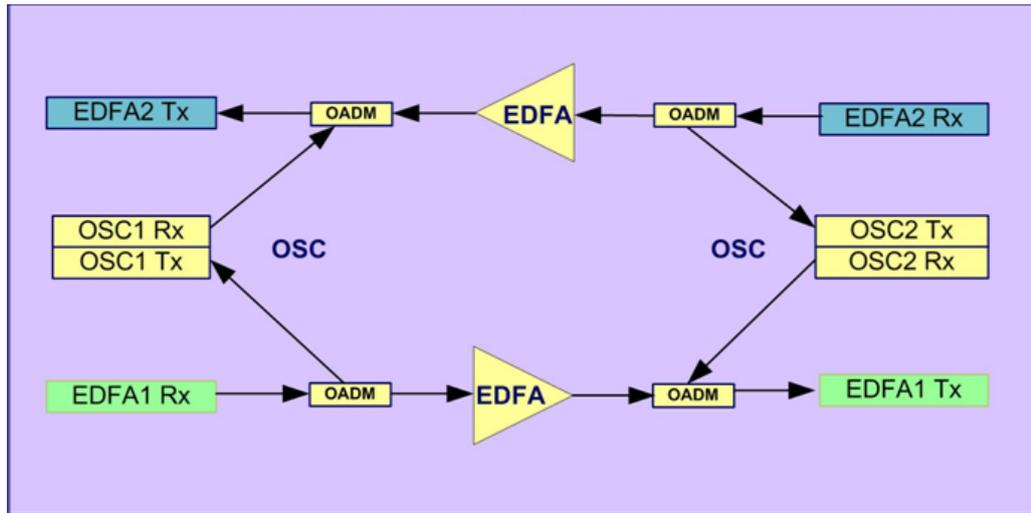 EDFA2 Tx
OADM
EDFA
OADM
EDFA2 Rx
OSC1 Rx
OSC1 Tx
OSC
OSC
OSC2 Tx
OSC2 Rx
EDFA1 Rx
OADM
EDFA
OADM
EDFA1 Tx